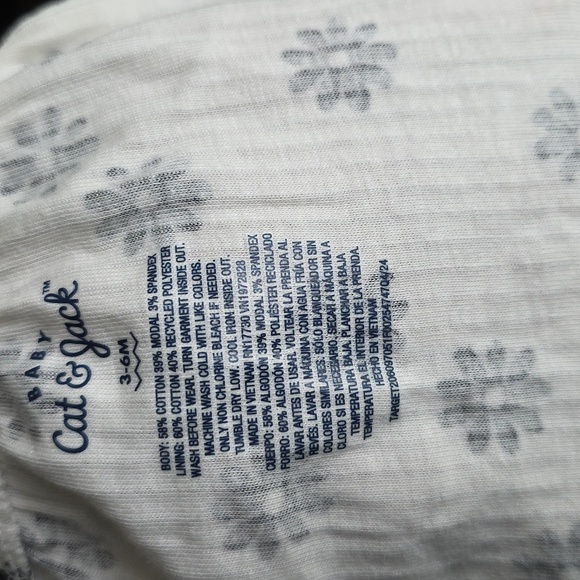 BABY
Cat & Jack™
3-6M
BODY: 58% COTTON 39% MODAL 3% SPANDEX
LINING: 60% COTTON 40% RECYCLED POLYESTER
WASH BEFORE WEAR. TURN GARMENT INSIDE OUT.
MACHINE WASH COLD WITH LIKE COLORS.
ONLY NON CHLORINE BLEACH IF NEEDED.
TUMBLE DRY LOW. COOL IRON INSIDE OUT.
MADE IN VIETNAM RN17730 VN1672828
CUERPO: 58% ALGODÓN 39% MODAL 3% SPANDEX
FORRO: 60% ALGODÓN 40% POLIÉSTER RECICLADO
LAVAR ANTES DE USAR. VOLTEAR LA PRENDA AL
REVÉS. LAVAR A MÁQUINA CON AGUA FRÍA CON
COLORES SIMILARES. SÓLO BLANQUEADOR SIN
CLORO SI ES NECESARIO. SECAR A MÁQUINA A
TEMPERATURA BAJA. PLANCHAR A BAJA
TEMPERATURA EL INTERIOR DE LA PRENDA.
HECHO EN VIETNAM